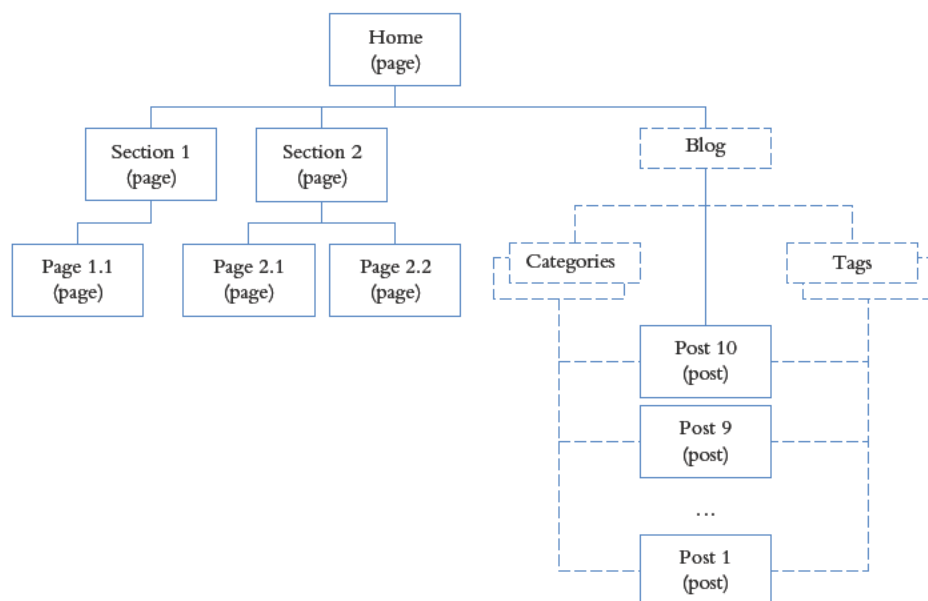 Home
(page)
Section 1
(page)
Section 2
(page)
Blog
Page 1.1
(page)
Page 2.1
(page)
Page 2.2
(page)
Categories
Tags
Post 10
(post)
Post 9
(post)
...
Post 1
(post)